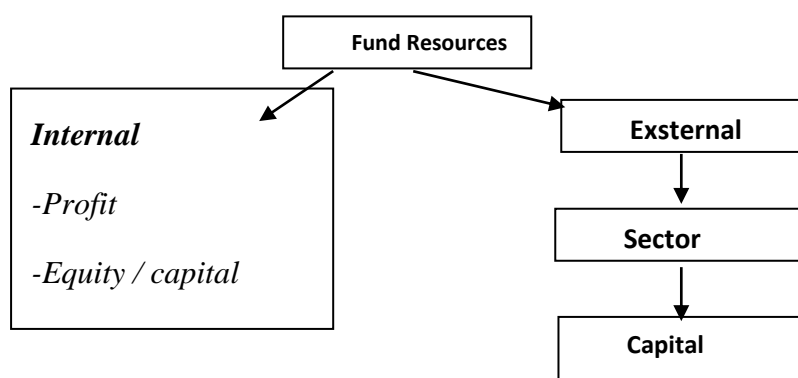 Fund Resources
Internal
-Profit
-Equity / capital
Exsternal
Sector
Capital